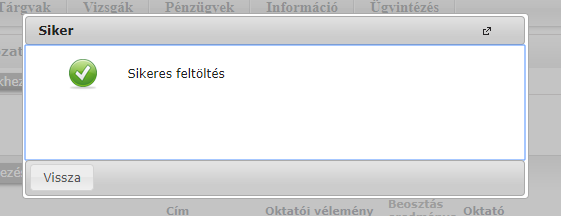 Tárgyak Vizsgák Pénzügyek Információ Ügyintézés
Siker
Sikeres feltöltés
Vissza
Cím Oktatói vélemény Beosztás Oktató